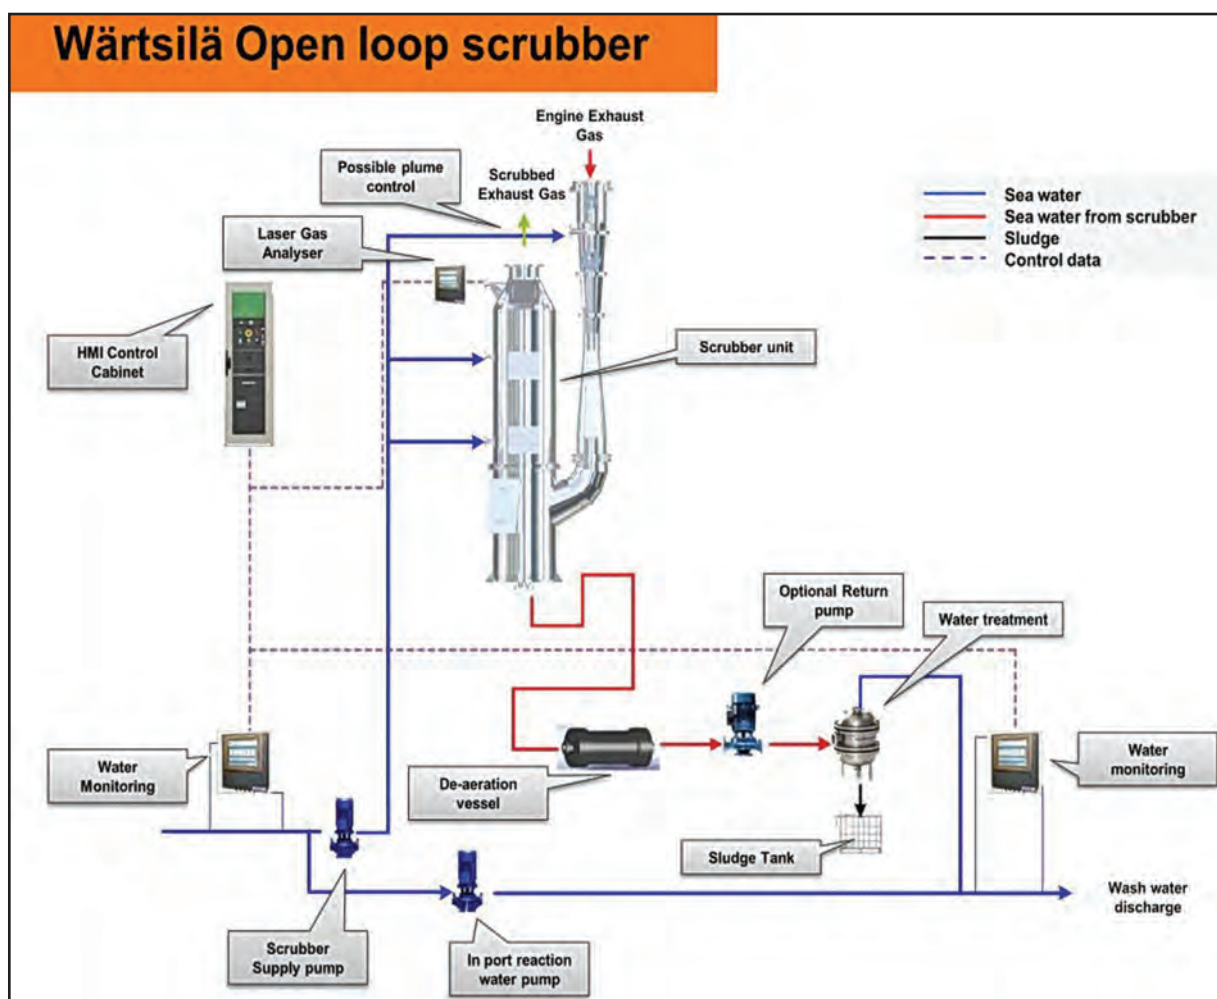 Wärtsilä Open loop scrubber
Engine Exhaust
Gas
Possible plume
control
Scrubbed
Exhaust Gas
Sea water
Sea water from scrubber
Sludge
Control data
Laser Gas
Analyser
HMI Control
Cabinet
Scrubber unit
Optional Return
pump
Water treatment
Water
Monitoring
De-aeration
vessel
Water
monitoring
Sludge Tank
Wash water
discharge
Scrubber
Supply pump
In port reaction
water pump